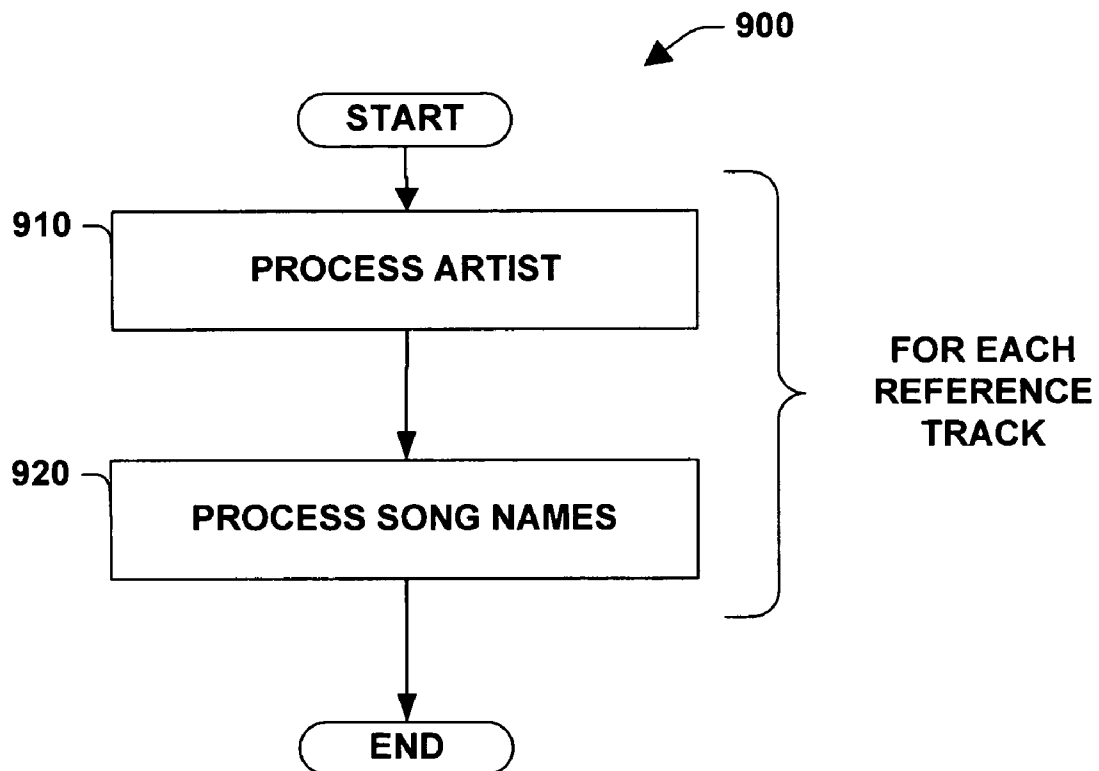 900
START
910
PROCESS ARTIST
FOR EACH
REFERENCE
TRACK
920
PROCESS SONG NAMES
END